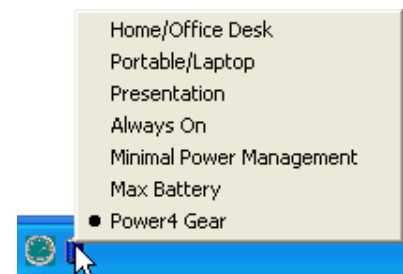 Home/Office Desk
Portable/Laptop
Presentation
Always On
Minimal Power Management
Max Battery
Power4 Gear